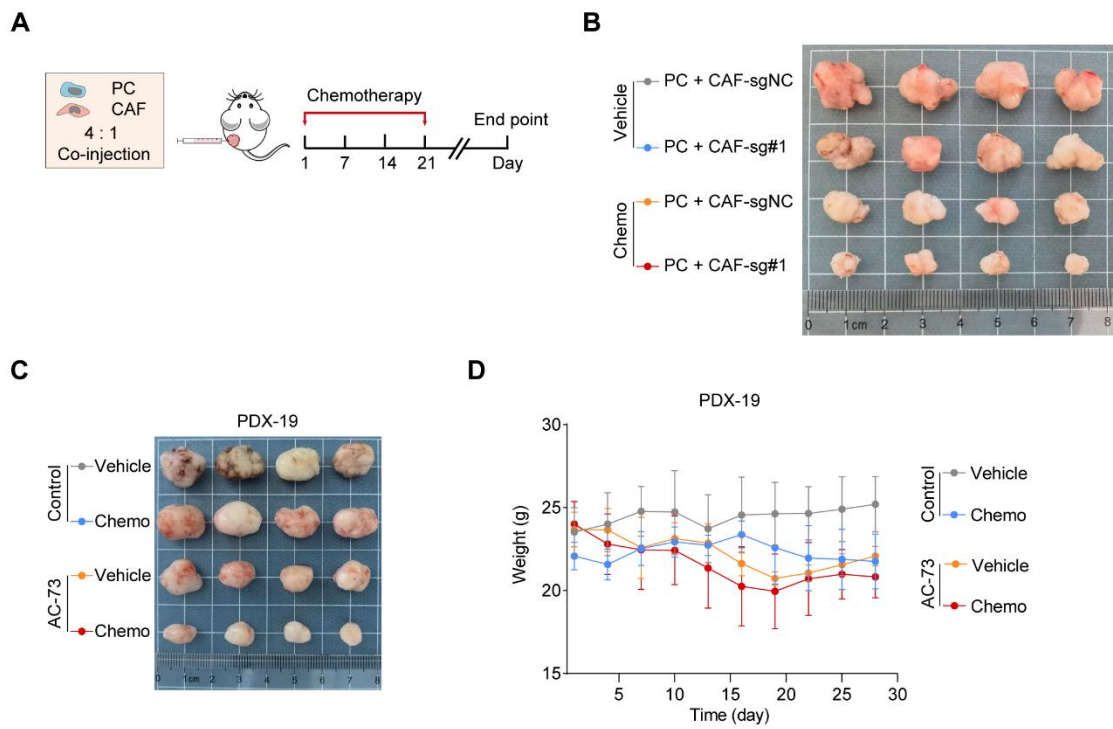 A
PC
CAF
4 : 1
Co-injection
Chemotherapy
End point
1 7 14 21 Day
B
Vehicle
PC + CAF-sgNC
PC + CAF-sg#1
Chemo
PC + CAF-sgNC
PC + CAF-sg#1
0 1 cm 2 3 4 5 6 7 8
C
PDX-19
Control
Vehicle
Chemo
AC-73
Vehicle
Chemo
0 1 cm 2 3 4 5 6 7 8
D
PDX-19
30
25
20
15
Weight (g)
5 10 15 20 25 30
Time (day)
Control
Vehicle
Chemo
AC-73
Vehicle
Chemo